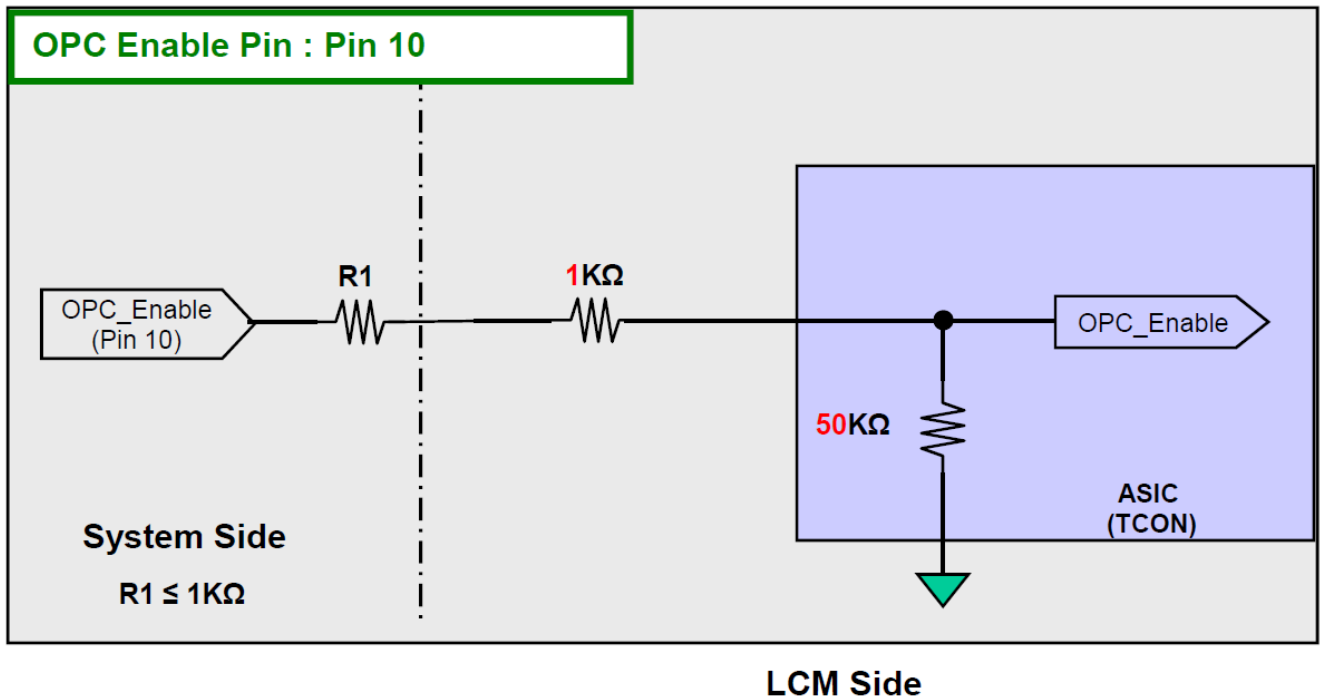 OPC Enable Pin : Pin 10
R1
1KΩ
OPC_Enable
(Pin 10)
OPC_Enable
50KΩ
ASIC
(TCON)
System Side
R1 ≤ 1KΩ
LCM Side